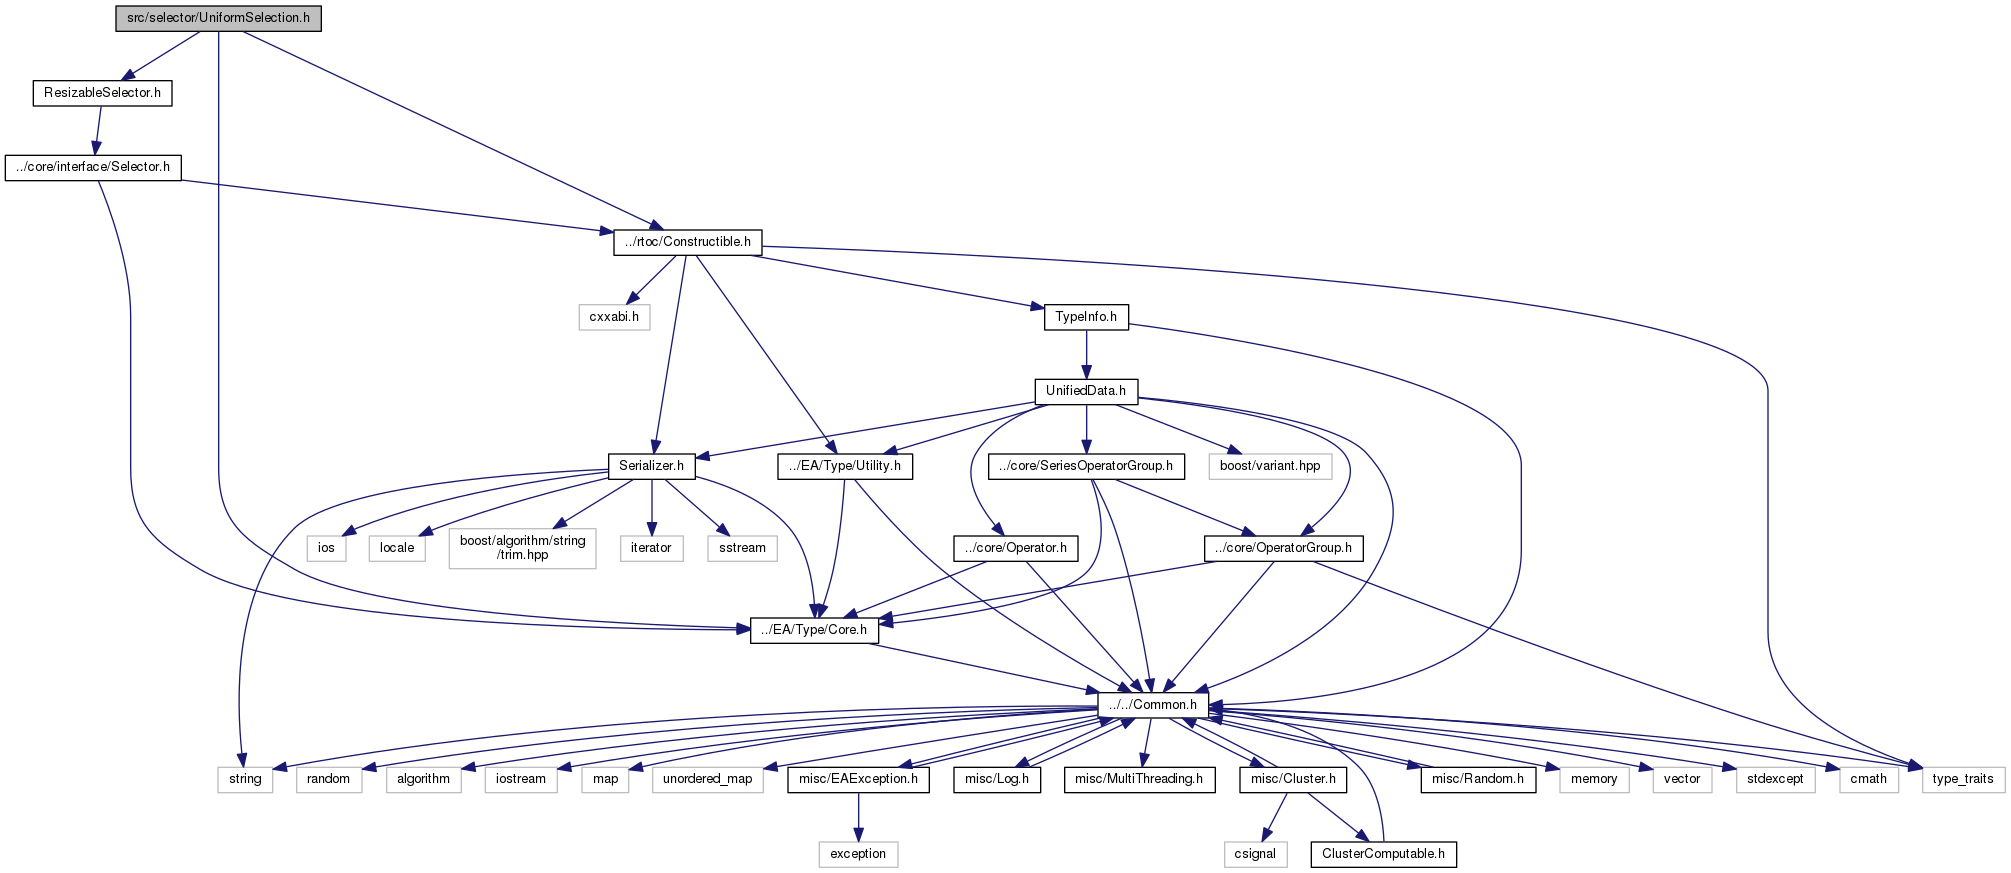 src/selector/UniformSelection.h
ResizableSelector.h
../core/interface/Selector.h
../rtoc/Constructible.h
cxxabi.h
TypeInfo.h
UnifiedData.h
Serializer.h
../EA/Type/Utility.h
../core/SeriesOperatorGroup.h
boost/variant.hpp
ios
locale
boost/algorithm/string
/trim.hpp
iterator
sstream
../core/Operator.h
../core/OperatorGroup.h
../EA/Type/Core.h
../../Common.h
string
random
algorithm
iostream
map
unordered_map
misc/EAException.h
misc/Log.h
misc/MultiThreading.h
misc/Cluster.h
misc/Random.h
memory
vector
stdexcept
cmath
type_traits
exception
csignal
ClusterComputable.h